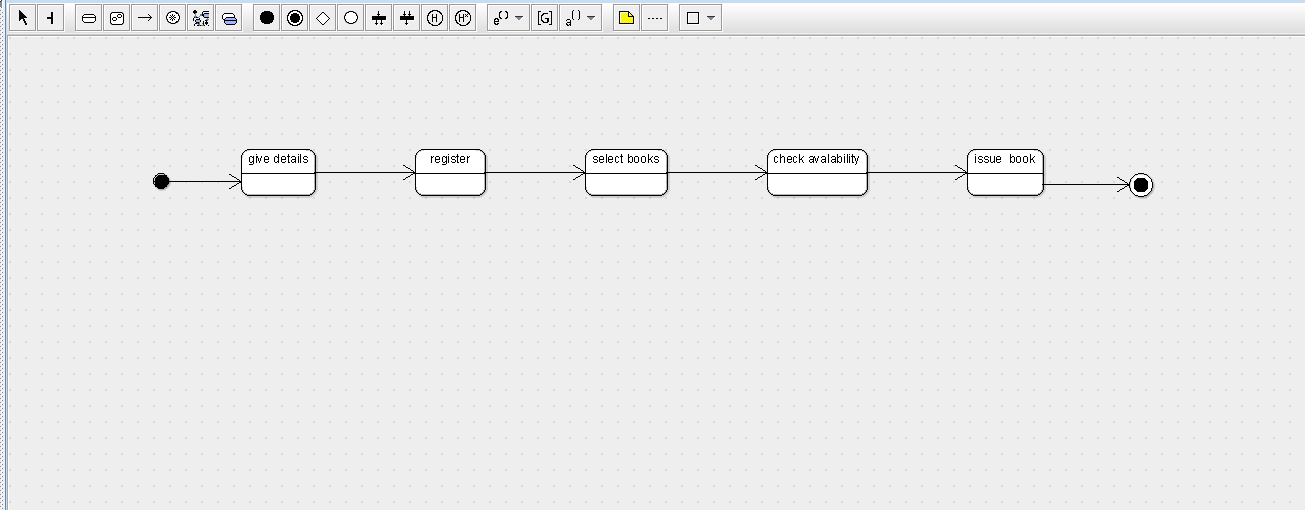 H H*
e() [G] a()
give details register select books check avalability issue book